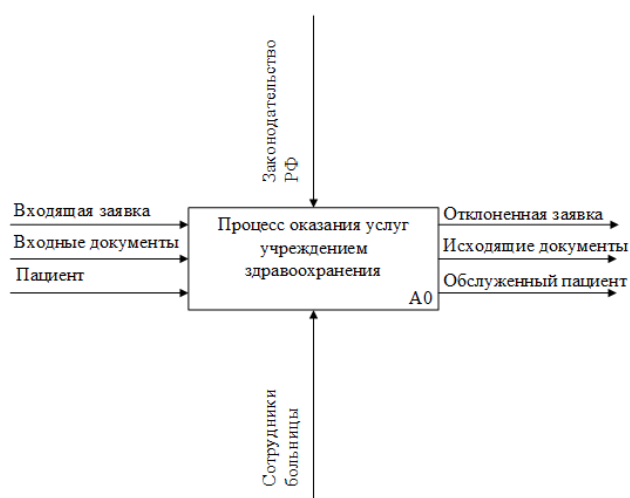 Законодательство
РФ
Входящая заявка
Входные документы
Пациент
Процесс оказания услуг
учреждением
здравоохранения
A0
Отклоненная заявка
Исходящие документы
Обслуженный пациент
Сотрудники
больницы